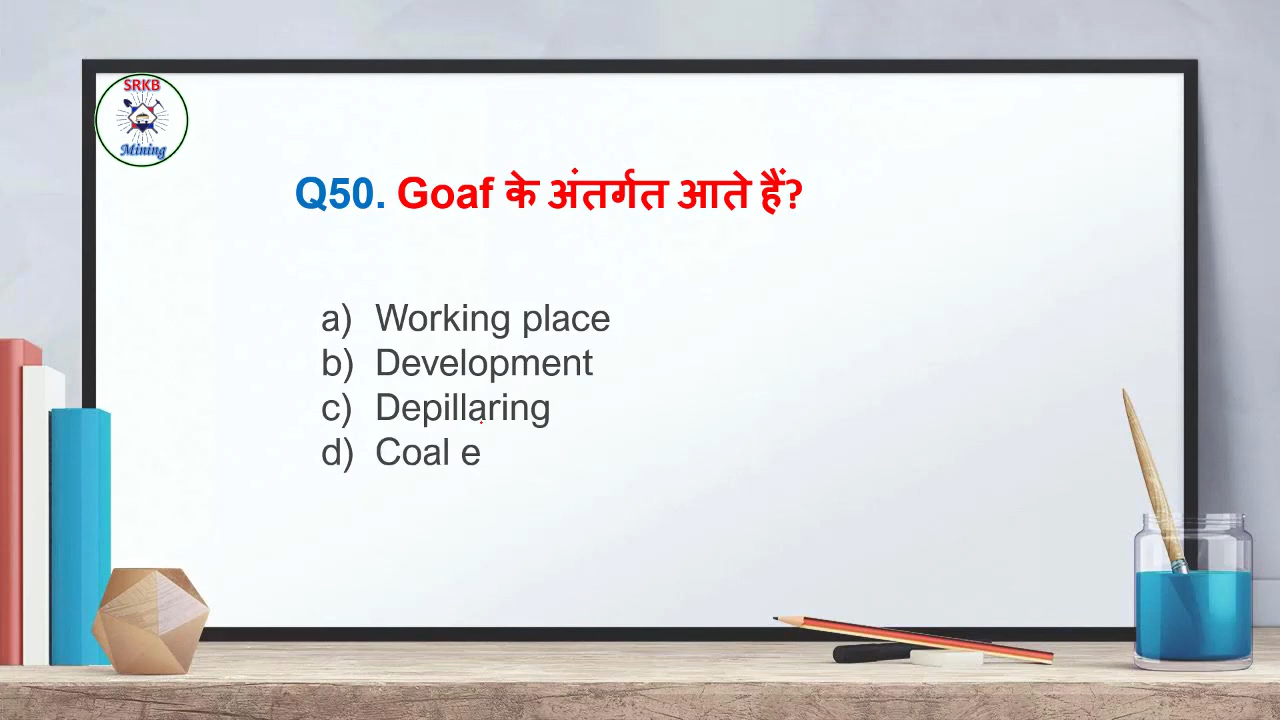 SRKB
Mining
Q50. Goaf के अंतर्गत आते हैं?
a) Working place
b) Development
c) Depillaring
d) Coal e